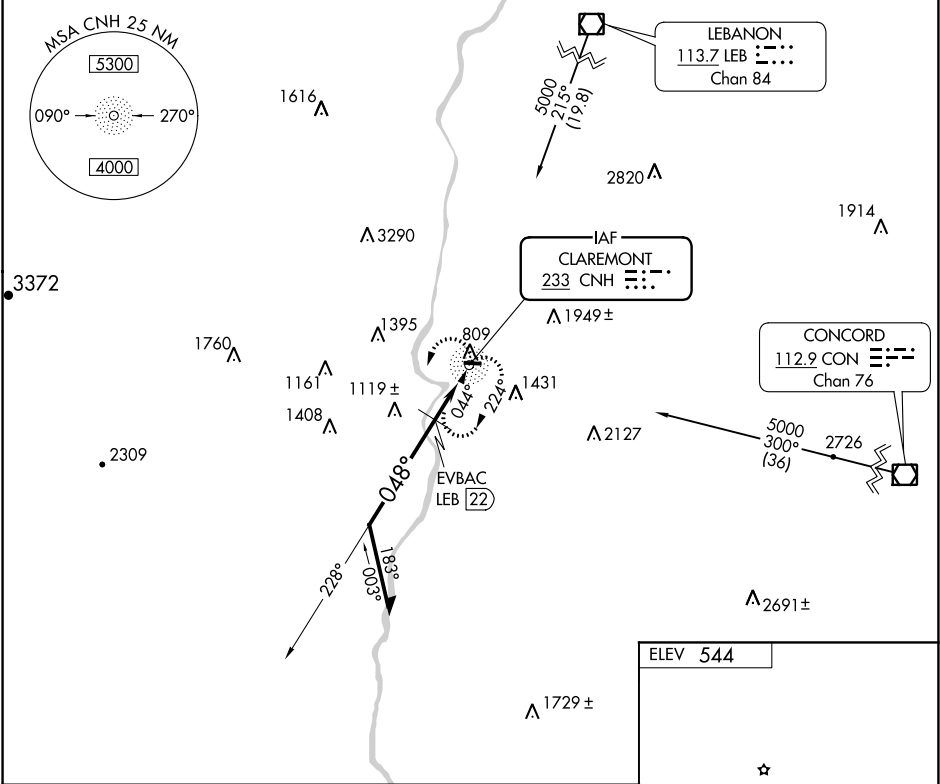 MSA CNH 25 NM
5300
090°
270°
4000
LEBANON
113.7 LEB
Chan 84
5000
215°
(19.8)
1616
2820
1914
3290
IAF
CLAREMONT
233 CNH
3372
1949 ±
1395
809
1760
CONCORD
112.9 CON
Chan 76
1161
1119 ±
1431
044°
224°
1408
2127
5000
300°
(36)
2726
2309
048°
EVBAC
LEB 22
183°
003°
228°
2691 ±
ELEV 544
1729 ±